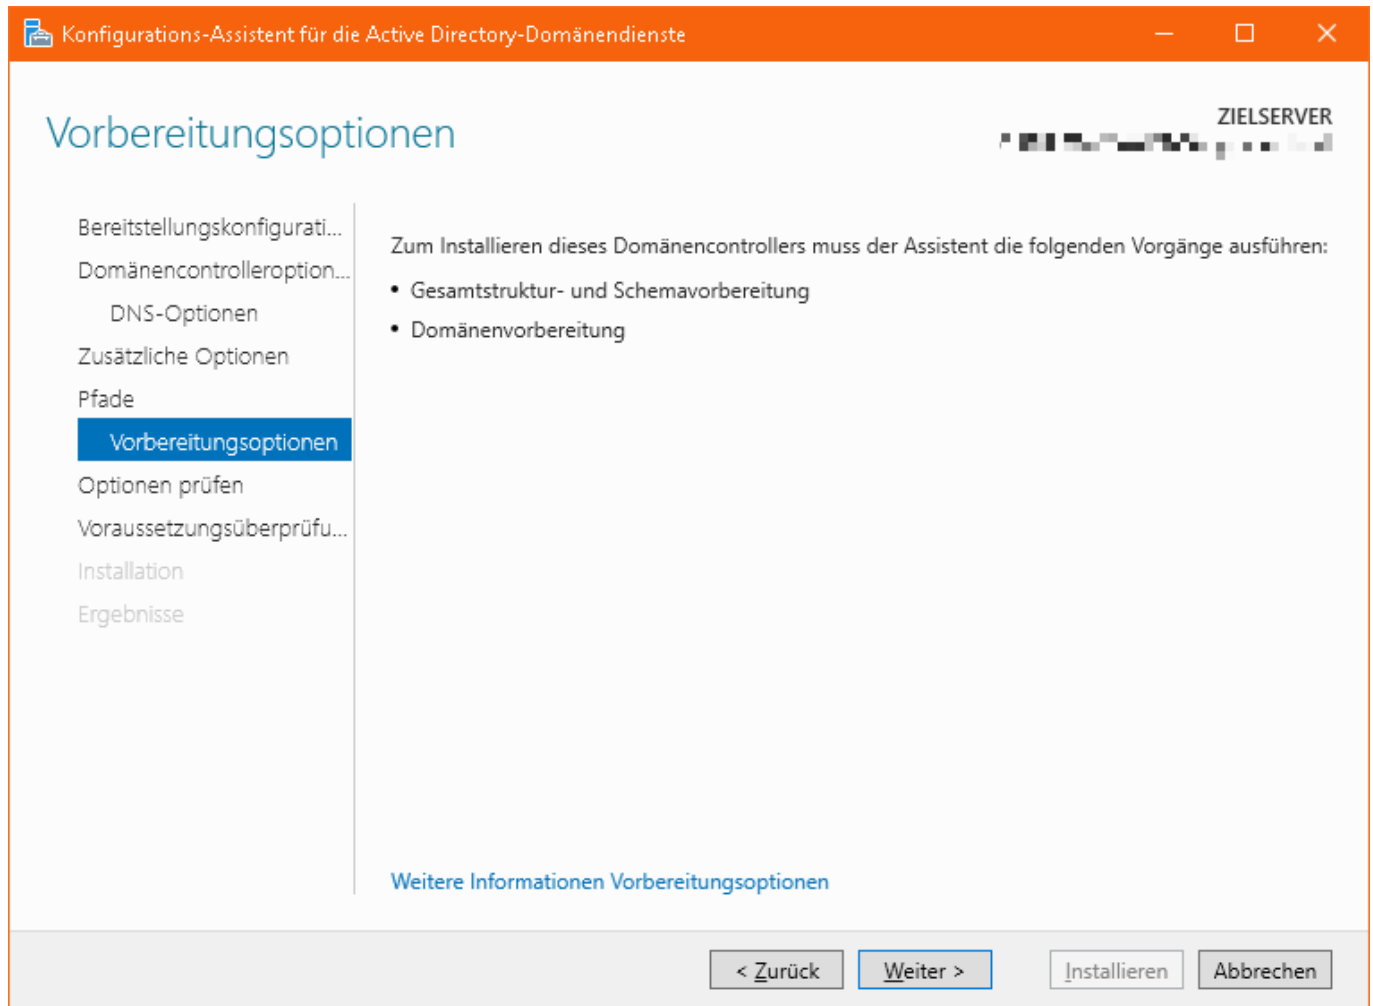 Konfigurations-Assistent für die Active Directory-Domänendienste
Vorbereitungsoptionen
ZIELSERVER
Bereitstellungskonfigurati...
Domänencontrolleroption...
DNS-Optionen
Zusätzliche Optionen
Pfade
Vorbereitungsoptionen
Optionen prüfen
Voraussetzungsüberprüfu...
Installation
Ergebnisse
Zum Installieren dieses Domänencontrollers muss der Assistent die folgenden Vorgänge ausführen:
• Gesamtstruktur- und Schemavorbereitung
• Domänenvorbereitung
Weitere Informationen Vorbereitungsoptionen
< Zurück
Weiter >
Installieren
Abbrechen